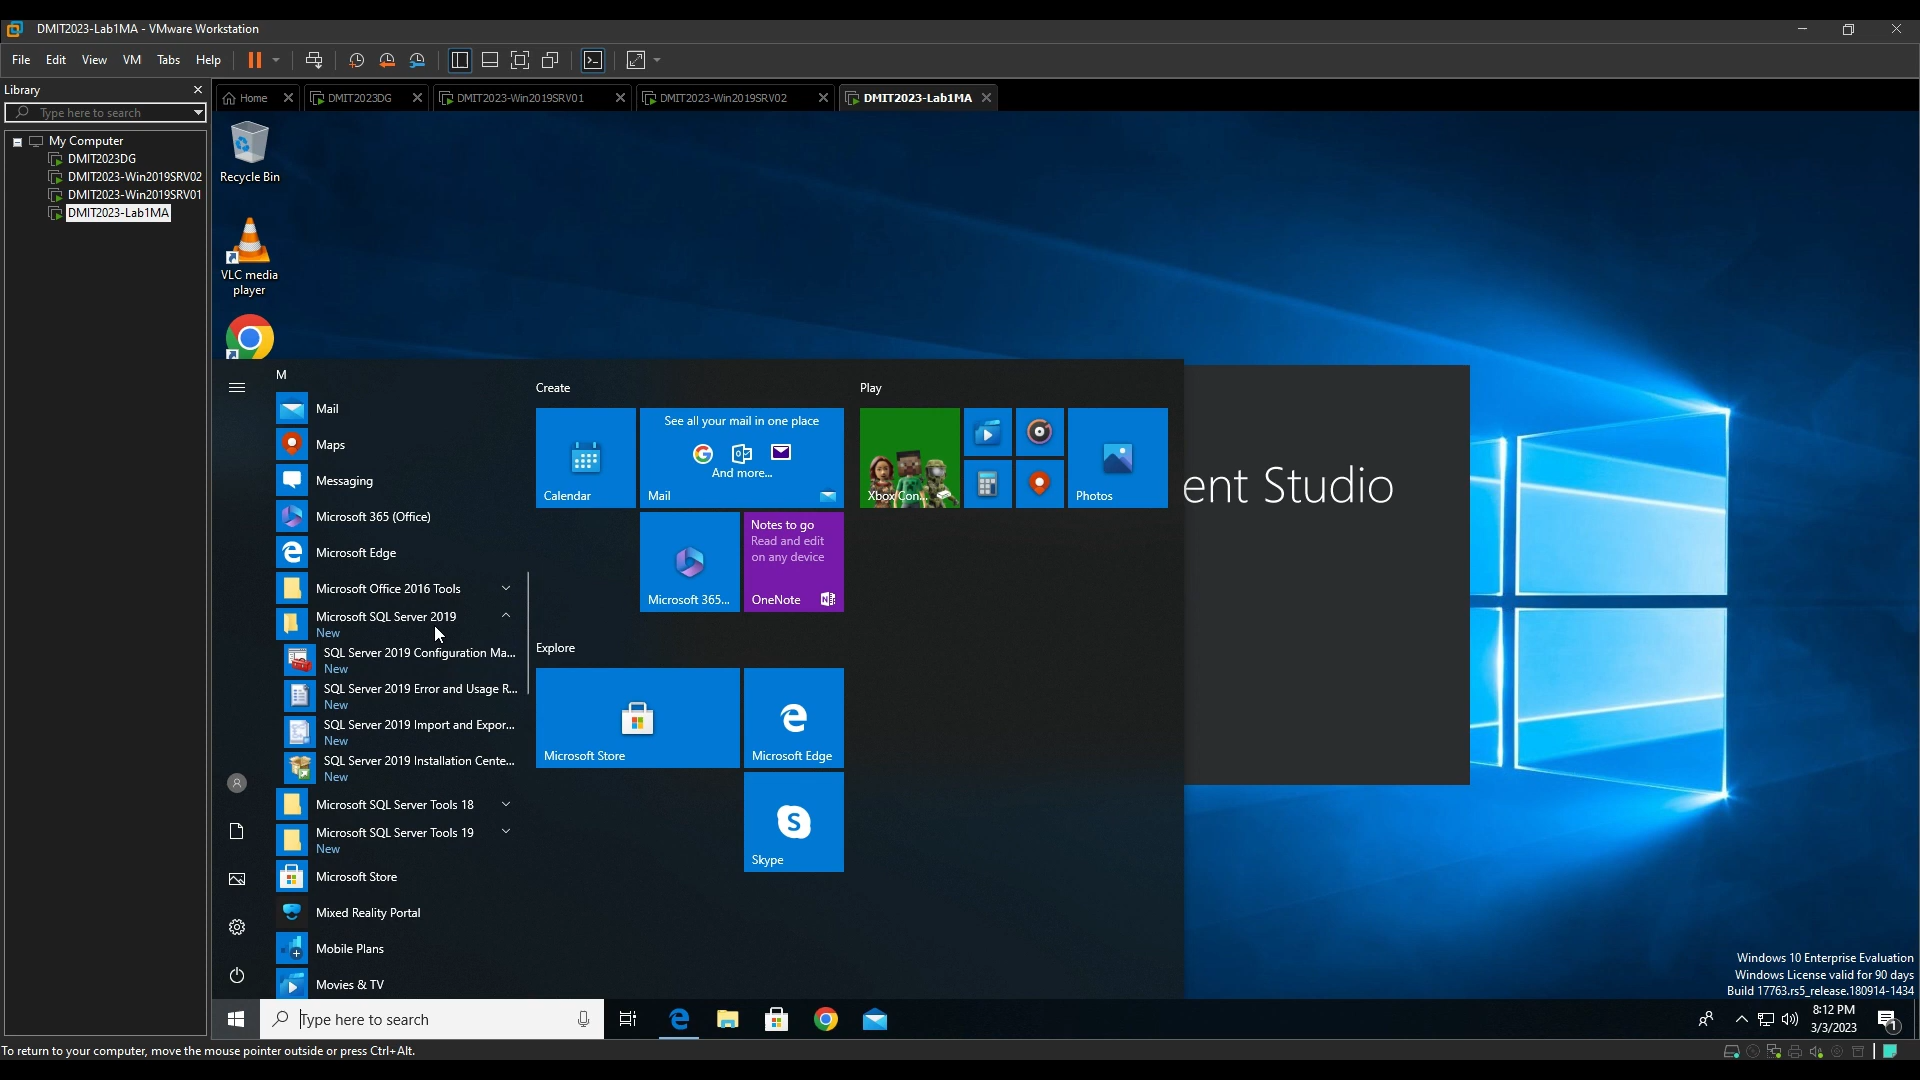 DMIT2023-Lab1MA - VMware Workstation
File Edit View VM Tabs Help
Library
Type here to search
My Computer
DMIT2023DG
DMIT2023-Win2019SRV02
DMIT2023-Win2019SRV01
DMIT2023-Lab1MA
Home
DMIT2023DG
DMIT2023-Win2019SRV01
DMIT2023-Win2019SRV02
DMIT2023-Lab1MA
Recycle Bin
VLC media
player
M
Mail
Maps
Messaging
Microsoft 365 (Office)
Microsoft Edge
Microsoft Office 2016 Tools
Microsoft SQL Server 2019
New
SQL Server 2019 Configuration Ma...
New
SQL Server 2019 Error and Usage R...
New
SQL Server 2019 Import and Expor...
New
SQL Server 2019 Installation Cente...
New
Microsoft SQL Server Tools 18
Microsoft SQL Server Tools 19
New
Microsoft Store
Mixed Reality Portal
Mobile Plans
Movies & TV
Create
Calendar
See all your mail in one place
And more...
Mail
Microsoft 365...
Notes to go
Read and edit
on any device
OneNote
Explore
Microsoft Store
Microsoft Edge
Skype
Play
Xbox Con...
Photos
ent Studio
Windows 10 Enterprise Evaluation
Windows License valid for 90 days
Build 17763.rs5_release.180914-1434
Type here to search
8:12 PM
3/3/2023
1
To return to your computer, move the mouse pointer outside or press Ctrl+Alt.